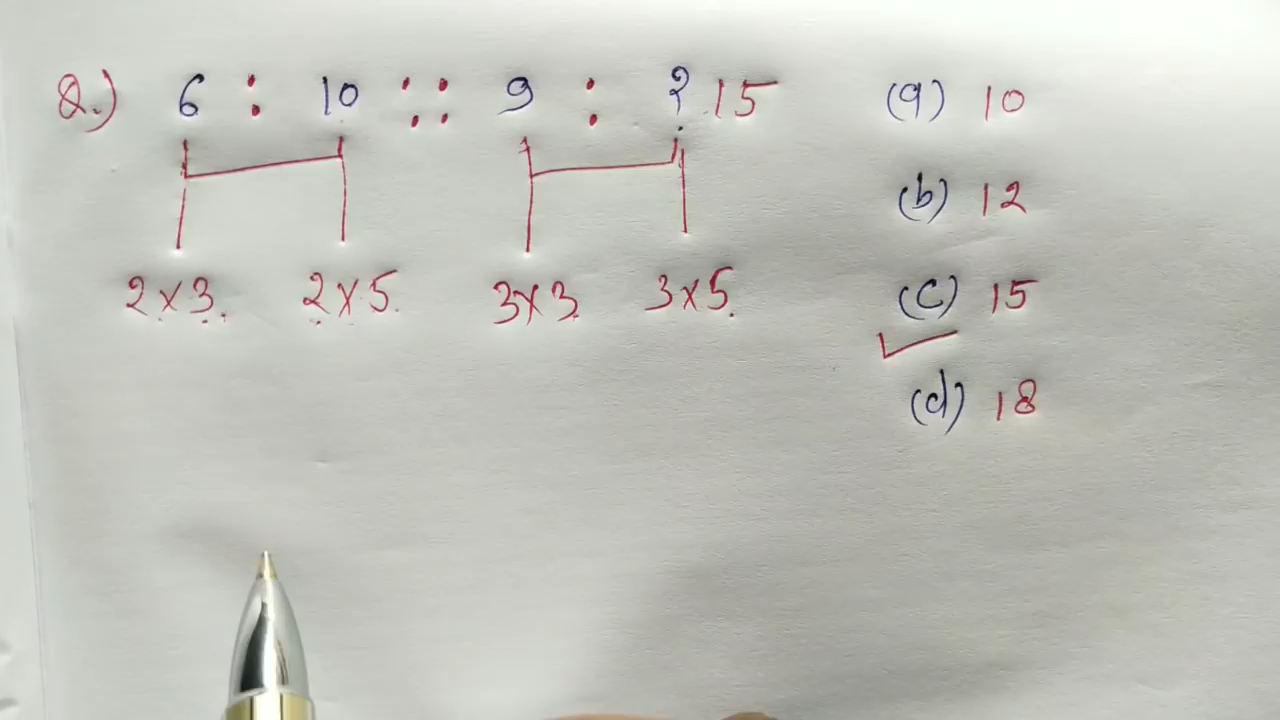 Q.) 6 : 10 :: 9 : ? 15
2×3 2×5 3×3 3×5
(a) 10
(b) 12
(c) 15
(d) 18